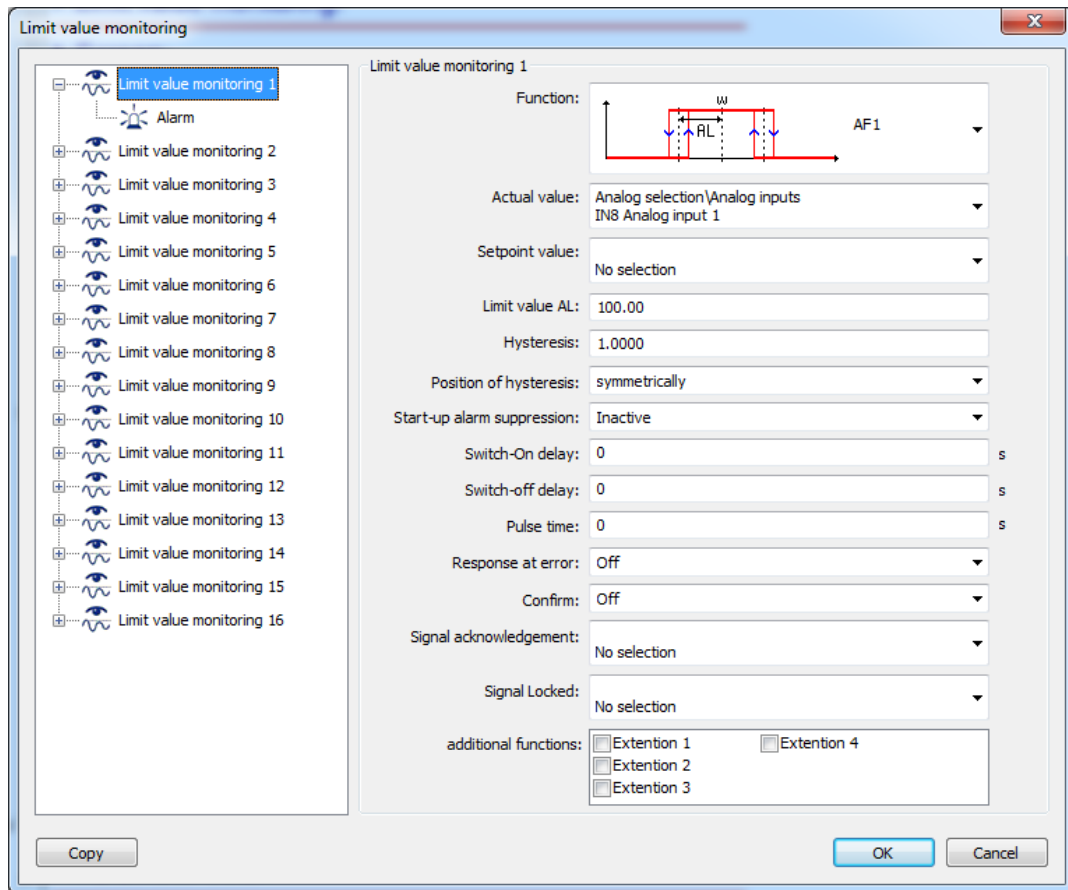 Limit value monitoring
Limit value monitoring 1
Alarm
Limit value monitoring 2
Limit value monitoring 3
Limit value monitoring 4
Limit value monitoring 5
Limit value monitoring 6
Limit value monitoring 7
Limit value monitoring 8
Limit value monitoring 9
Limit value monitoring 10
Limit value monitoring 11
Limit value monitoring 12
Limit value monitoring 13
Limit value monitoring 14
Limit value monitoring 15
Limit value monitoring 16
Limit value monitoring 1
Function:
w
AL
AF1
Actual value:
Analog selection\Analog inputs
IN8 Analog input 1
Setpoint value:
No selection
Limit value AL: 100.00
Hysteresis: 1.0000
Position of hysteresis: symmetrically
Start-up alarm suppression: Inactive
Switch-On delay: 0 s
Switch-off delay: 0 s
Pulse time: 0 s
Response at error: Off
Confirm: Off
Signal acknowledgement:
No selection
Signal Locked:
No selection
additional functions: Extention 1 Extention 4
Extention 2
Extention 3
Copy OK Cancel